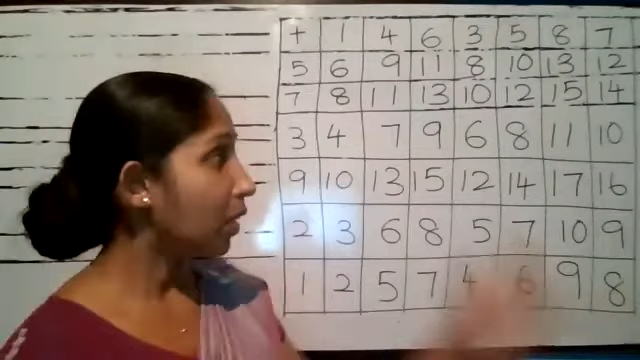 + 1 4 6 3 5 8 7
5 6 9 11 8 10 13 12
7 8 11 13 10 12 15 14
3 4 7 9 6 8 11 10
9 10 13 15 12 14 17 16
2 3 6 8 5 7 10 9
1 2 5 7 4 6 9 8